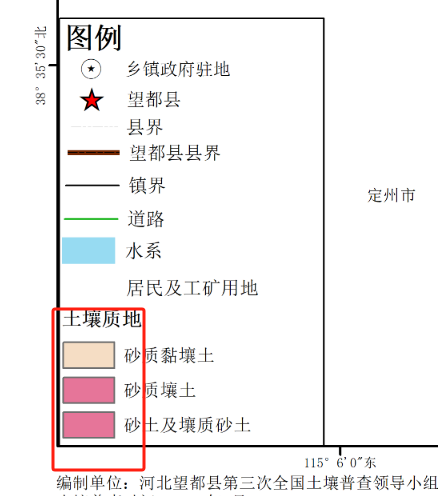 38° 35′30″北
图例
乡镇政府驻地
望都县
县界
望都县县界
镇界
定州市
道路
水系
居民及工矿用地
土壤质地
砂质黏壤土
砂质壤土
砂土及壤质砂土
115° 6′0″东
编制单位：河北望都县第三次全国土壤普查领导小组